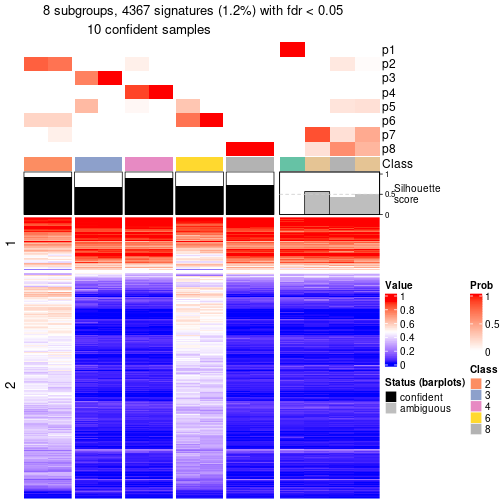 8 subgroups, 4367 signatures (1.2%) with fdr < 0.05
10 confident samples
p1
p2
p3
p4
p5
p6
p7
p8
Class
1
0.5
0
Silhouette
score
1
2
Value
1
0.8
0.6
0.4
0.2
0
Status (barplots)
confident
ambiguous
Prob
1
0.5
0
Class
2
3
4
6
8